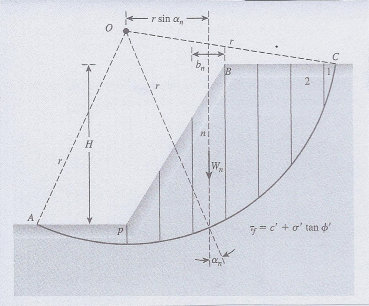 r sin αₙ
O
r
C
bₙ
B
1
2
r
H
n
r
Wₙ
A
p
τf = c′ + σ′ tan ϕ′
αₙ